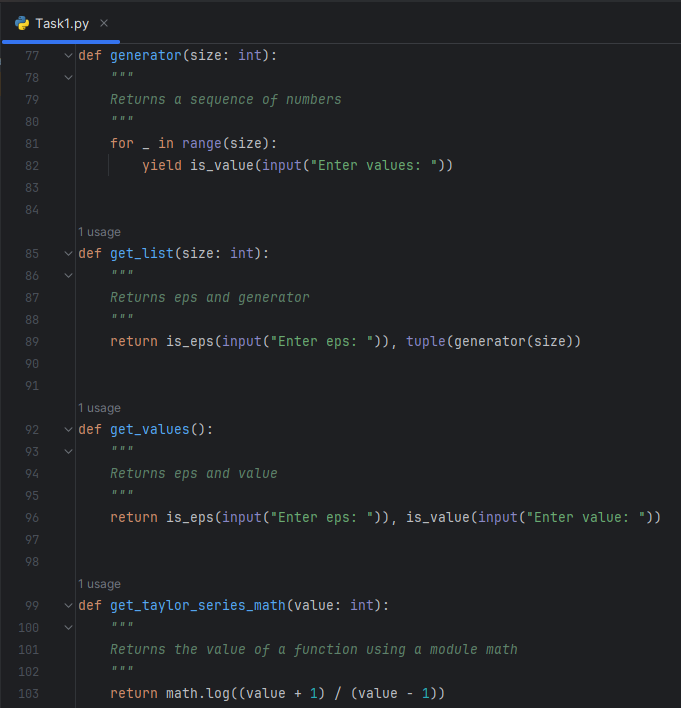 Task1.py
77 def generator(size: int):
78 """
79 Returns a sequence of numbers
80 """
81 for _ in range(size):
82 yield is_value(input("Enter values: "))
83
84
1 usage
85 def get_list(size: int):
86 """
87 Returns eps and generator
88 """
89 return is_eps(input("Enter eps: ")), tuple(generator(size))
90
91
1 usage
92 def get_values():
93 """
94 Returns eps and value
95 """
96 return is_eps(input("Enter eps: ")), is_value(input("Enter value: "))
97
98
1 usage
99 def get_taylor_series_math(value: int):
100 """
101 Returns the value of a function using a module math
102 """
103 return math.log((value + 1) / (value - 1))